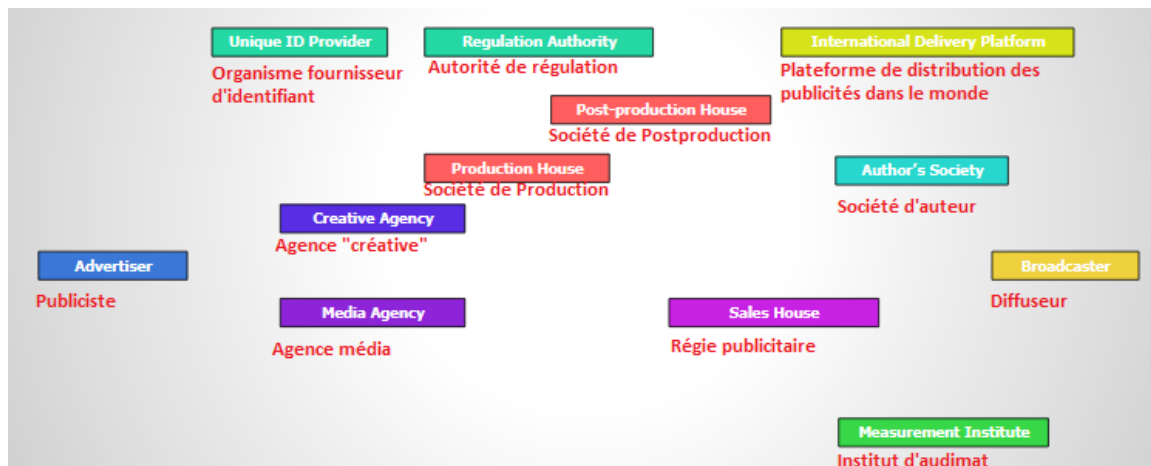 Unique ID Provider
Organisme fournisseur
d'identifiant
Regulation Authority
Autorité de régulation
International Delivery Platform
Plateforme de distribution des
publicités dans le monde
Post-production House
Société de Postproduction
Production House
Société de Production
Author's Society
Société d'auteur
Creative Agency
Agence "créative"
Advertiser
Publiciste
Broadcaster
Diffuseur
Media Agency
Agence média
Sales House
Régie publicitaire
Measurement Institute
Institut d'audimat